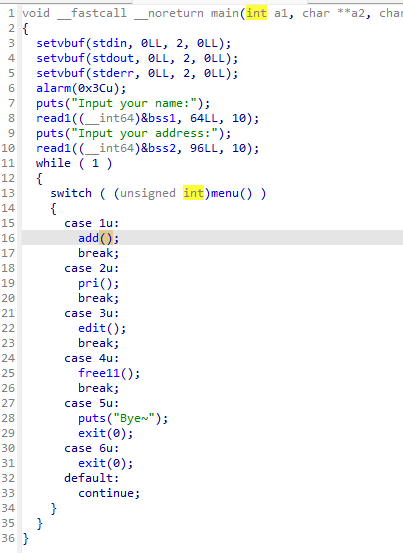 1 void __fastcall __noreturn main(int a1, char **a2, char
2 {
3   setvbuf(stdin, 0LL, 2, 0LL);
4   setvbuf(stdout, 0LL, 2, 0LL);
5   setvbuf(stderr, 0LL, 2, 0LL);
6   alarm(0x3Cu);
7   puts("Input your name:");
8   read1((__int64)&bss1, 64LL, 10);
9   puts("Input your address:");
10   read1((__int64)&bss2, 96LL, 10);
11   while ( 1 )
12   {
13     switch ( (unsigned int)menu() )
14     {
15       case 1u:
16         add();
17         break;
18       case 2u:
19         pri();
20         break;
21       case 3u:
22         edit();
23         break;
24       case 4u:
25         free11();
26         break;
27       case 5u:
28         puts("Bye~");
29         exit(0);
30       case 6u:
31         exit(0);
32       default:
33         continue;
34     }
35   }
36 }